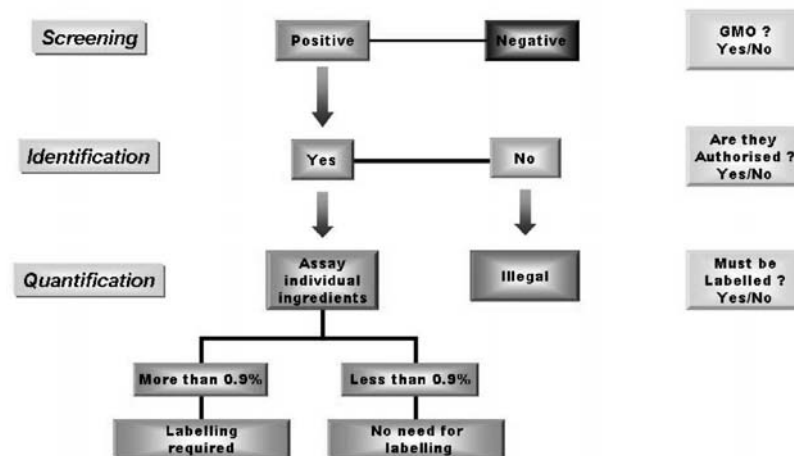 Screening
Positive
Negative
GMO ?
Yes/No
Identification
Yes
No
Are they
Authorised ?
Yes/No
Quantification
Assay
individual
ingredients
Illegal
Must be
Labelled ?
Yes/No
More than 0.9%
Less than 0.9%
Labelling
required
No need for
labelling